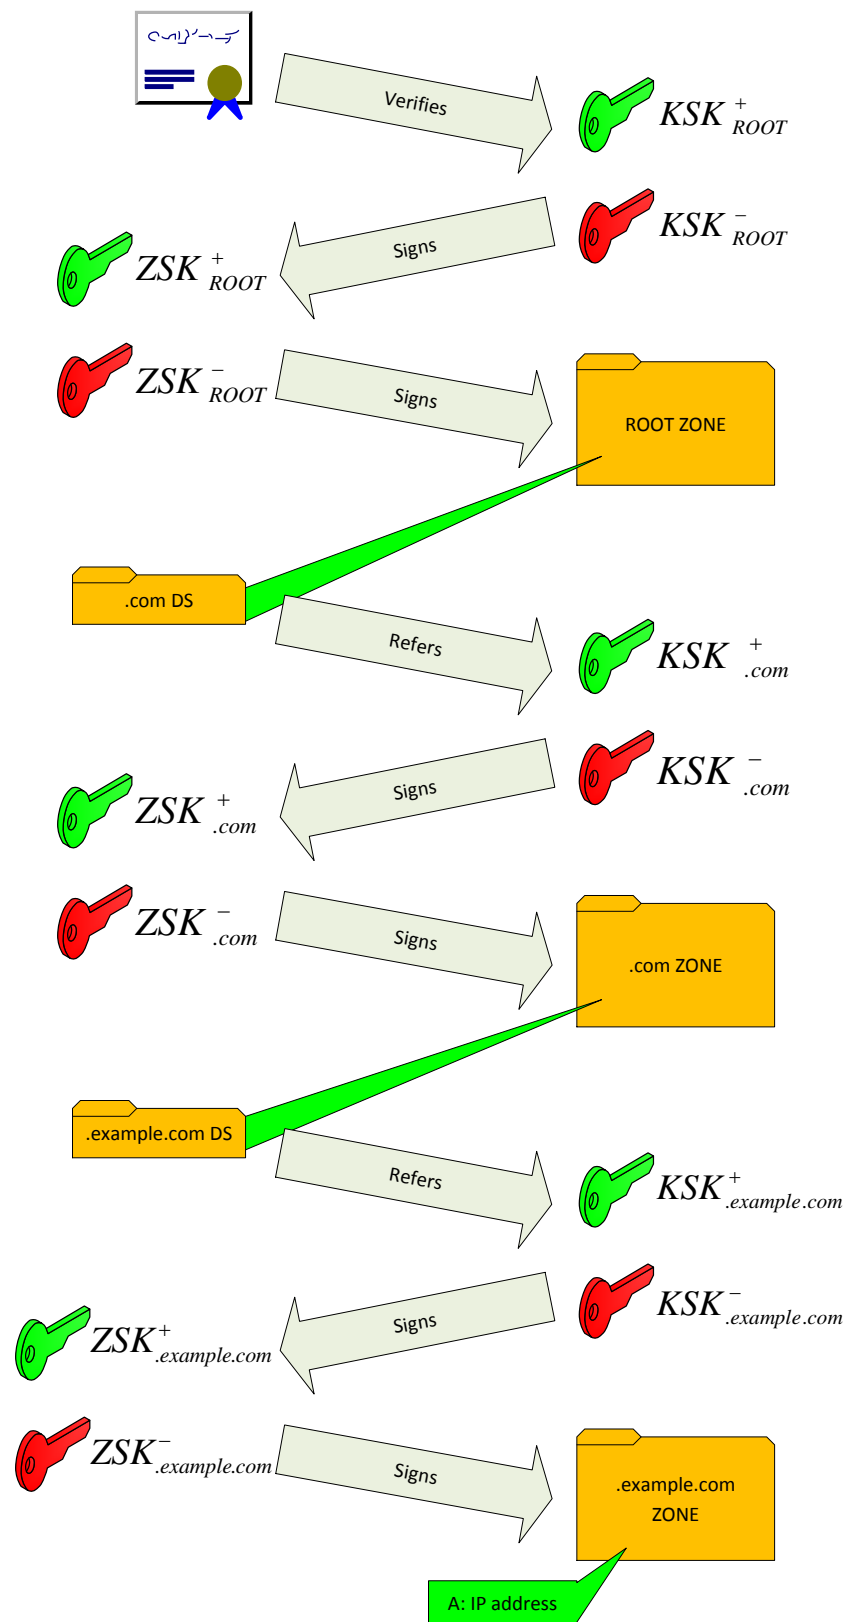 Verifies
KSK + ROOT
KSK − ROOT
Signs
ZSK + ROOT
ZSK − ROOT
Signs
ROOT ZONE
.com DS
Refers
KSK + .com
KSK − .com
Signs
ZSK + .com
ZSK − .com
Signs
.com ZONE
.example.com DS
Refers
KSK + .example.com
KSK − .example.com
Signs
ZSK + .example.com
ZSK − .example.com
Signs
.example.com
ZONE
A: IP address